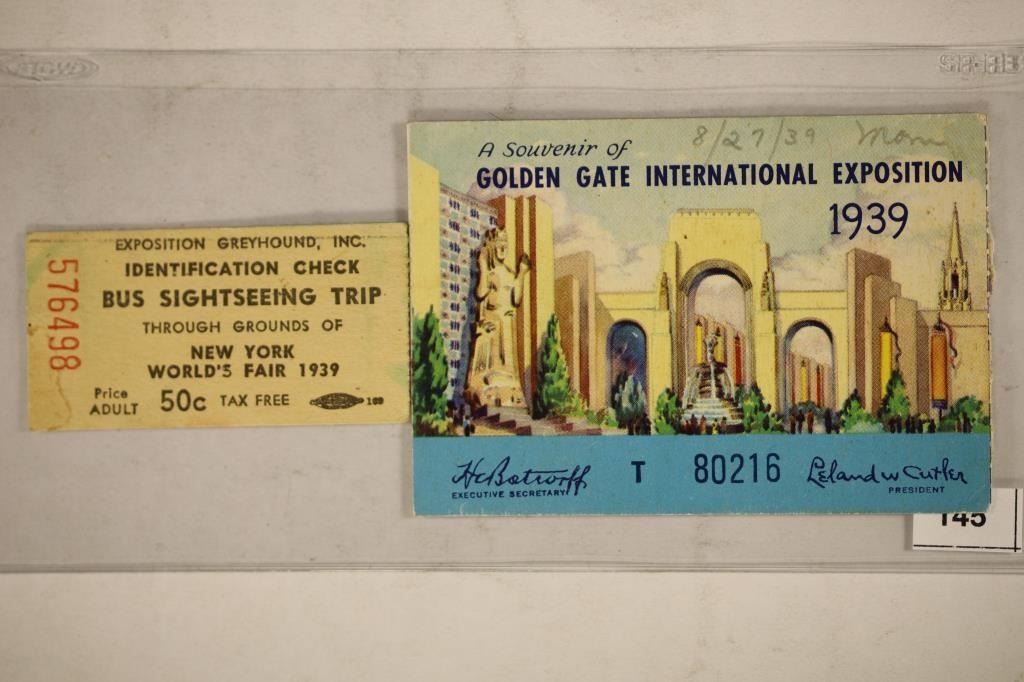 EXPOSITION GREYHOUND, INC.
IDENTIFICATION CHECK
BUS SIGHTSEEING TRIP
THROUGH GROUNDS OF
NEW YORK
WORLD'S FAIR 1939
Price
ADULT 50c TAX FREE 109
576498
8/27/39 Mom
A Souvenir of
GOLDEN GATE INTERNATIONAL EXPOSITION
1939
H C Botsworff T 80216 Leland W Cutler
EXECUTIVE SECRETARY PRESIDENT
145